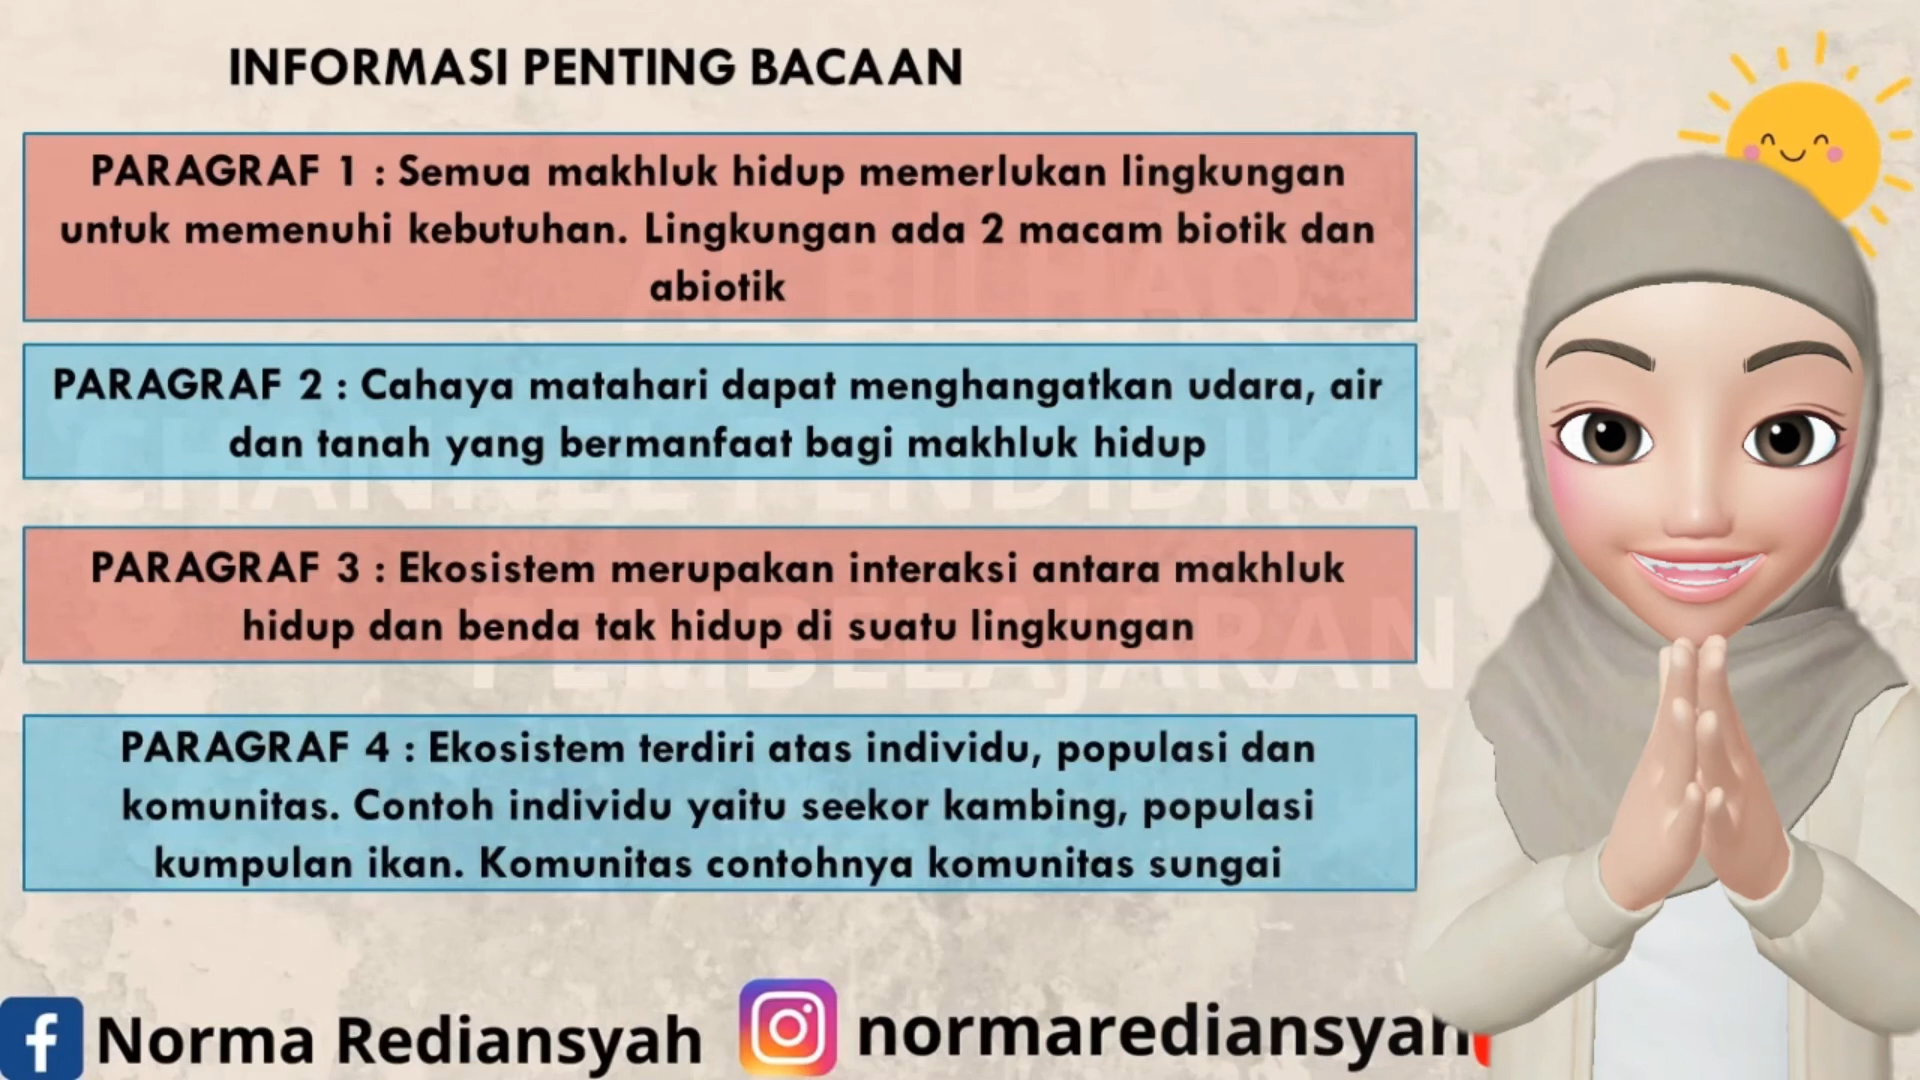 INFORMASI PENTING BACAAN
PARAGRAF 1 : Semua makhluk hidup memerlukan lingkungan
untuk memenuhi kebutuhan. Lingkungan ada 2 macam biotik dan
abiotik
PARAGRAF 2 : Cahaya matahari dapat menghangatkan udara, air
dan tanah yang bermanfaat bagi makhluk hidup
PARAGRAF 3 : Ekosistem merupakan interaksi antara makhluk
hidup dan benda tak hidup di suatu lingkungan
PARAGRAF 4 : Ekosistem terdiri atas individu, populasi dan
komunitas. Contoh individu yaitu seekor kambing, populasi
kumpulan ikan. Komunitas contohnya komunitas sungai
CHANNEL PENDIDIKAN
PEMBELAJARAN
f Norma Rediansyah
normarediansyah